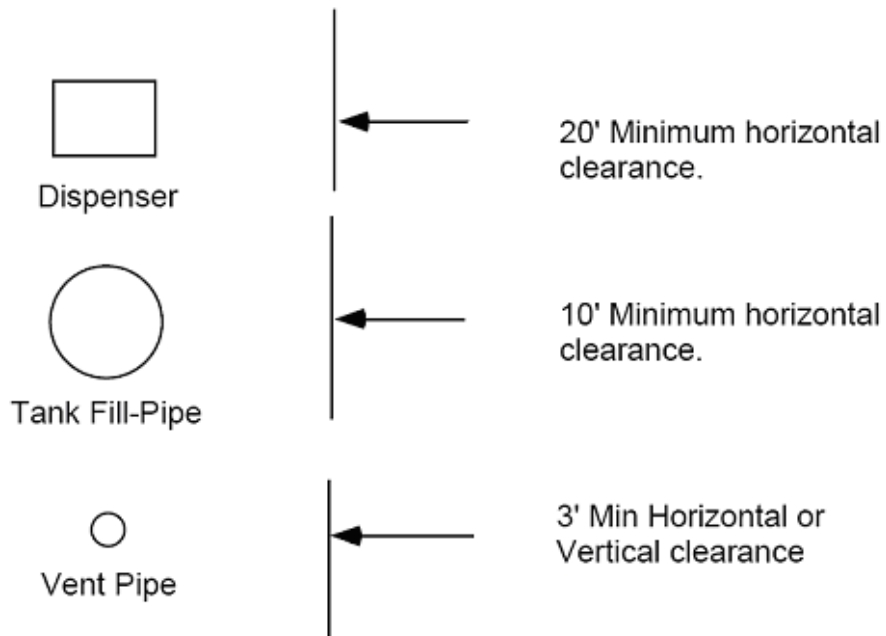 20' Minimum horizontal
clearance.
Dispenser
10' Minimum horizontal
clearance.
Tank Fill-Pipe
3' Min Horizontal or
Vertical clearance
Vent Pipe